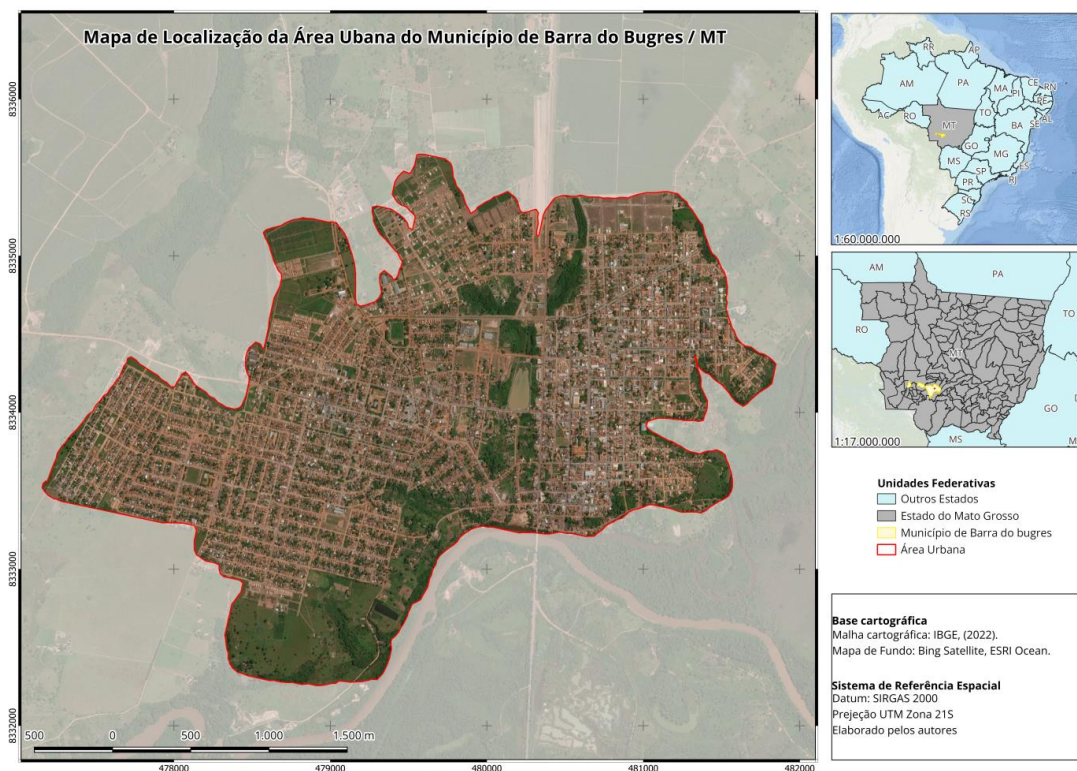 Mapa de Localização da Área Ubana do Município de Barra do Bugres / MT
8336000
8335000
8334000
8333000
8332000
500 0 500 1.000 1.500 m
478000 479000 480000 481000 482000
RR
AP
AM
PA
MA
CE
RN
PI
PE
AC
RO
TO
AL
MT
BA
SE
GO
MG
MS
ES
SP
RJ
PR
SC
RS
1:60.000.000
AM
PA
RO
TO
MT
GO
MS
1:17.000.000
Unidades Federativas
Outros Estados
Estado do Mato Grosso
Município de Barra do bugres
Área Urbana
Base cartográfica
Malha cartográfica: IBGE, (2022).
Mapa de Fundo: Bing Satellite, ESRI Ocean.
Sistema de Referência Espacial
Datum: SIRGAS 2000
Prejeção UTM Zona 21S
Elaborado pelos autores